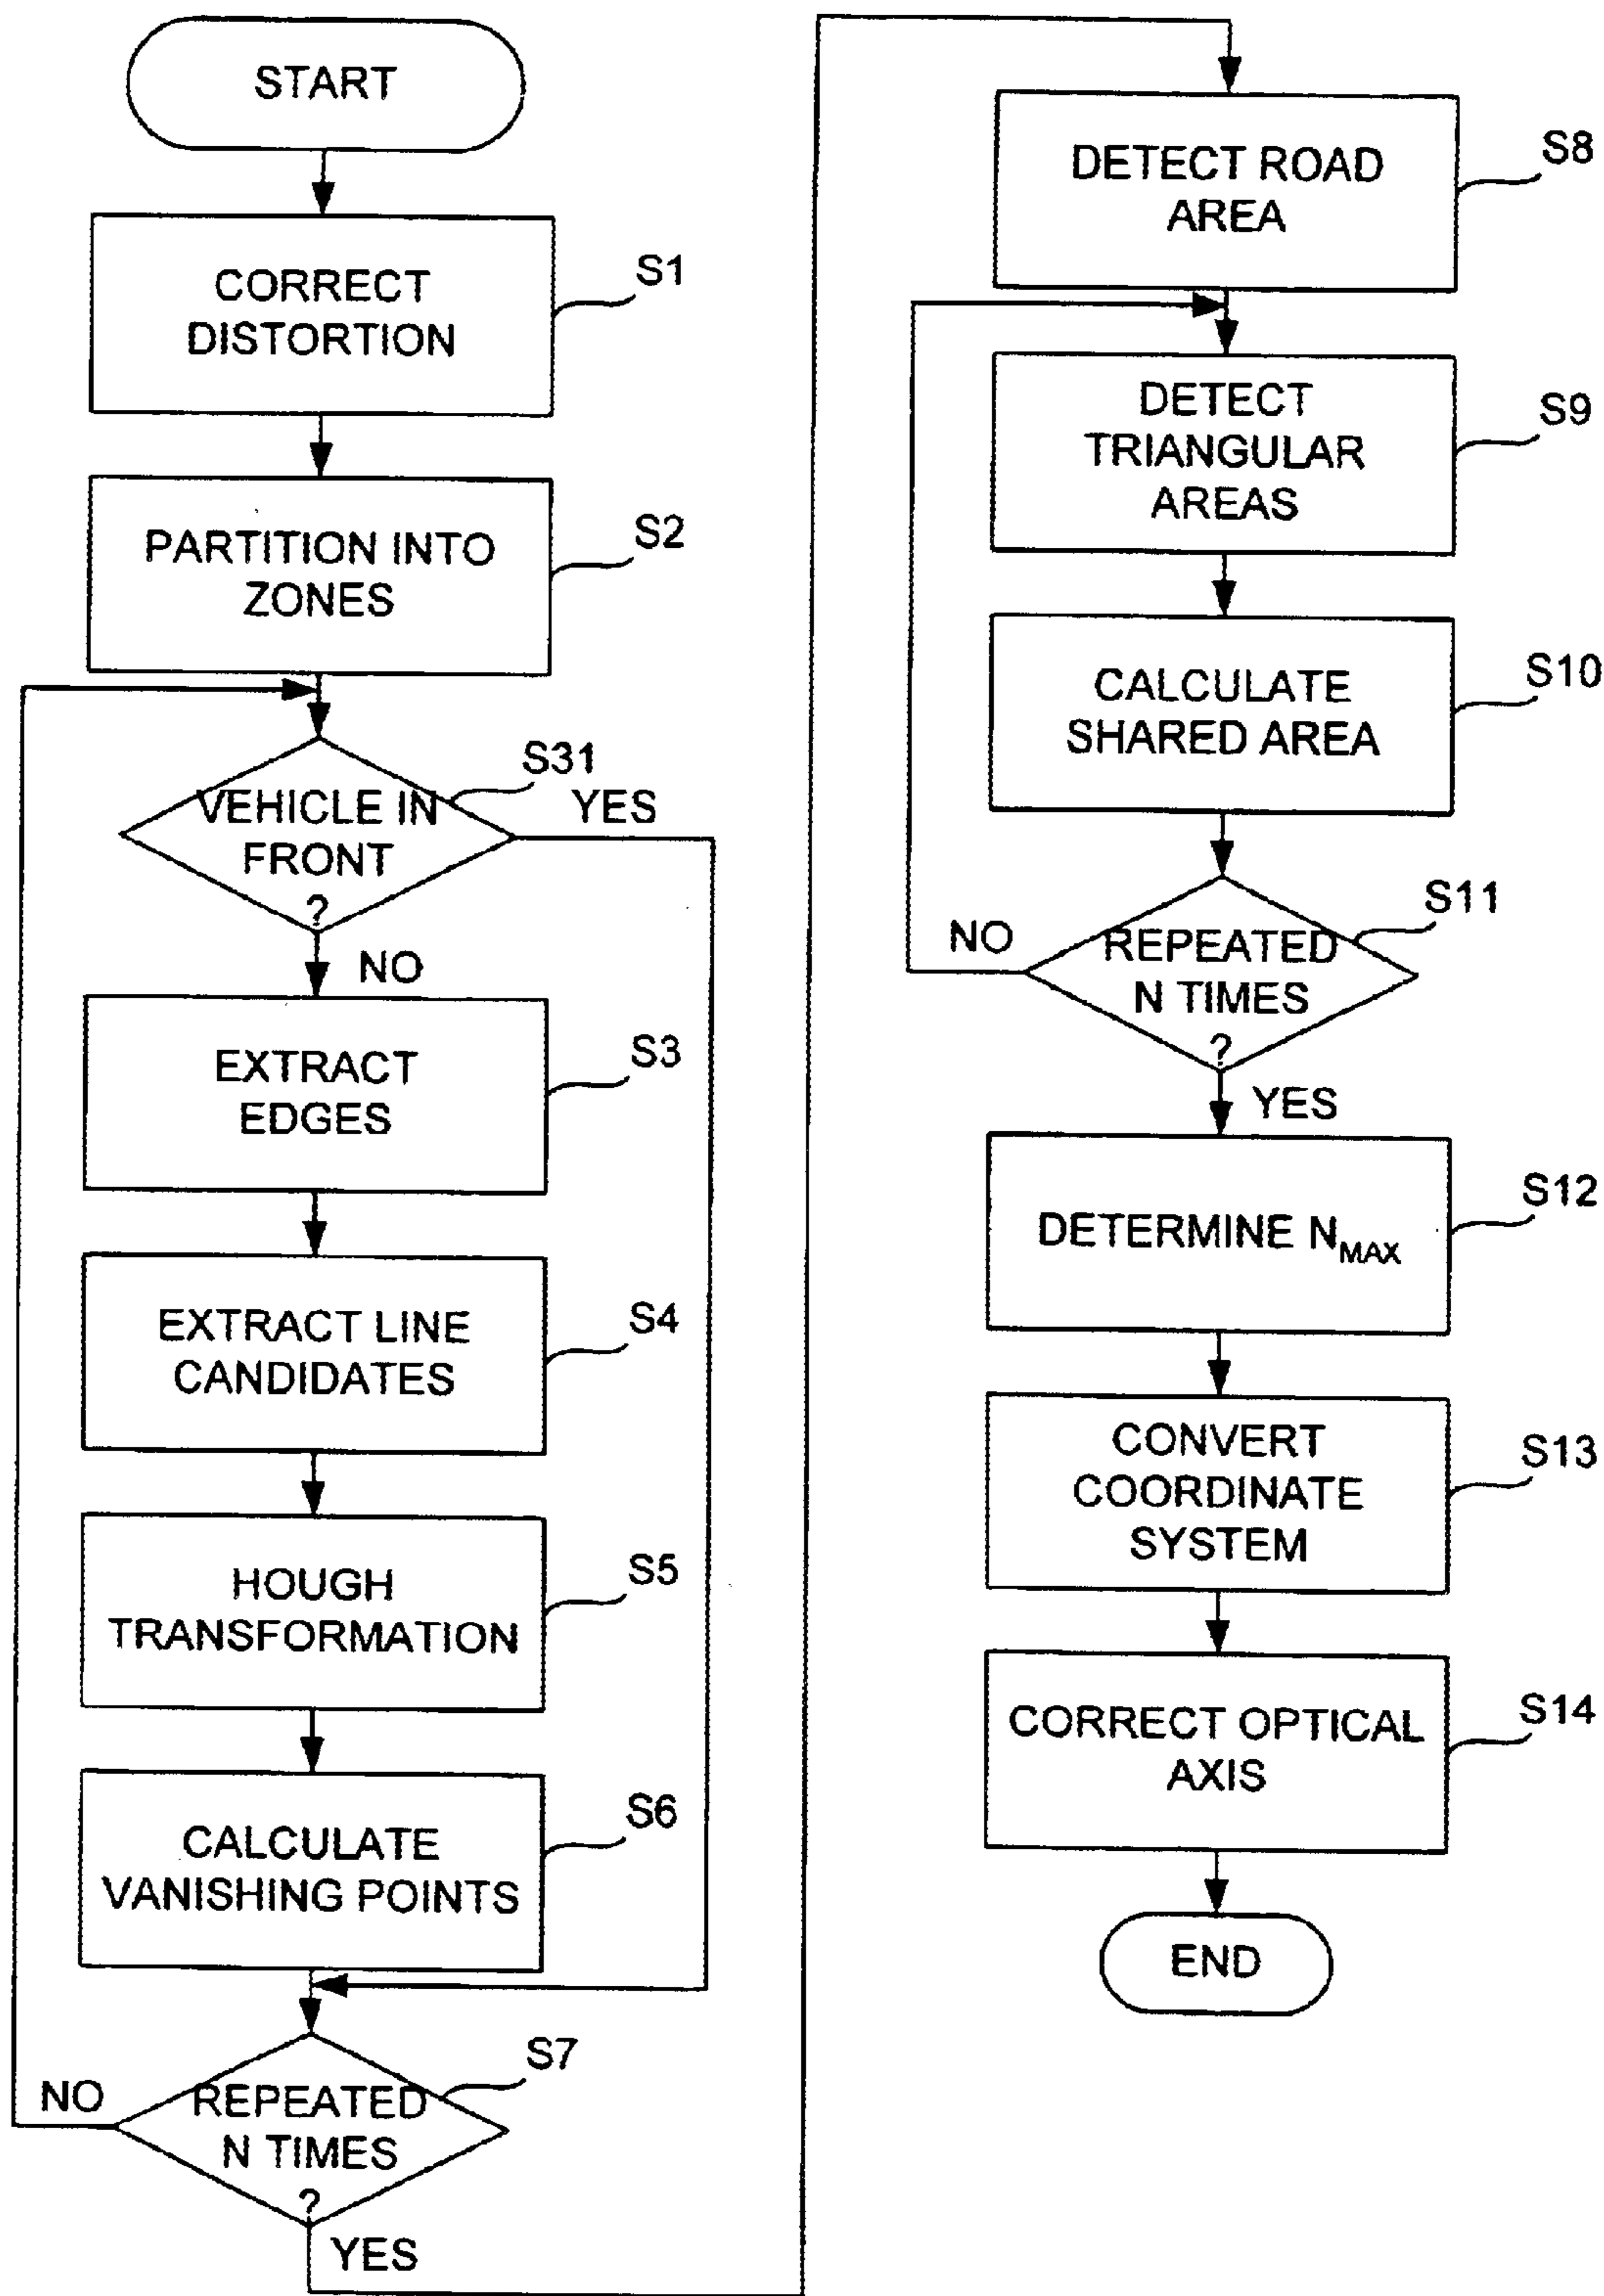 START
CORRECT
DISTORTION
S1
PARTITION INTO
ZONES
S2
VEHICLE IN
FRONT
?
S31
YES
NO
EXTRACT
EDGES
S3
EXTRACT LINE
CANDIDATES
S4
HOUGH
TRANSFORMATION
S5
CALCULATE
VANISHING POINTS
S6
REPEATED
N TIMES
?
S7
NO
YES
DETECT ROAD
AREA
S8
DETECT
TRIANGULAR
AREAS
S9
CALCULATE
SHARED AREA
S10
REPEATED
N TIMES
?
S11
NO
YES
DETERMINE NMAX
S12
CONVERT
COORDINATE
SYSTEM
S13
CORRECT OPTICAL
AXIS
S14
END